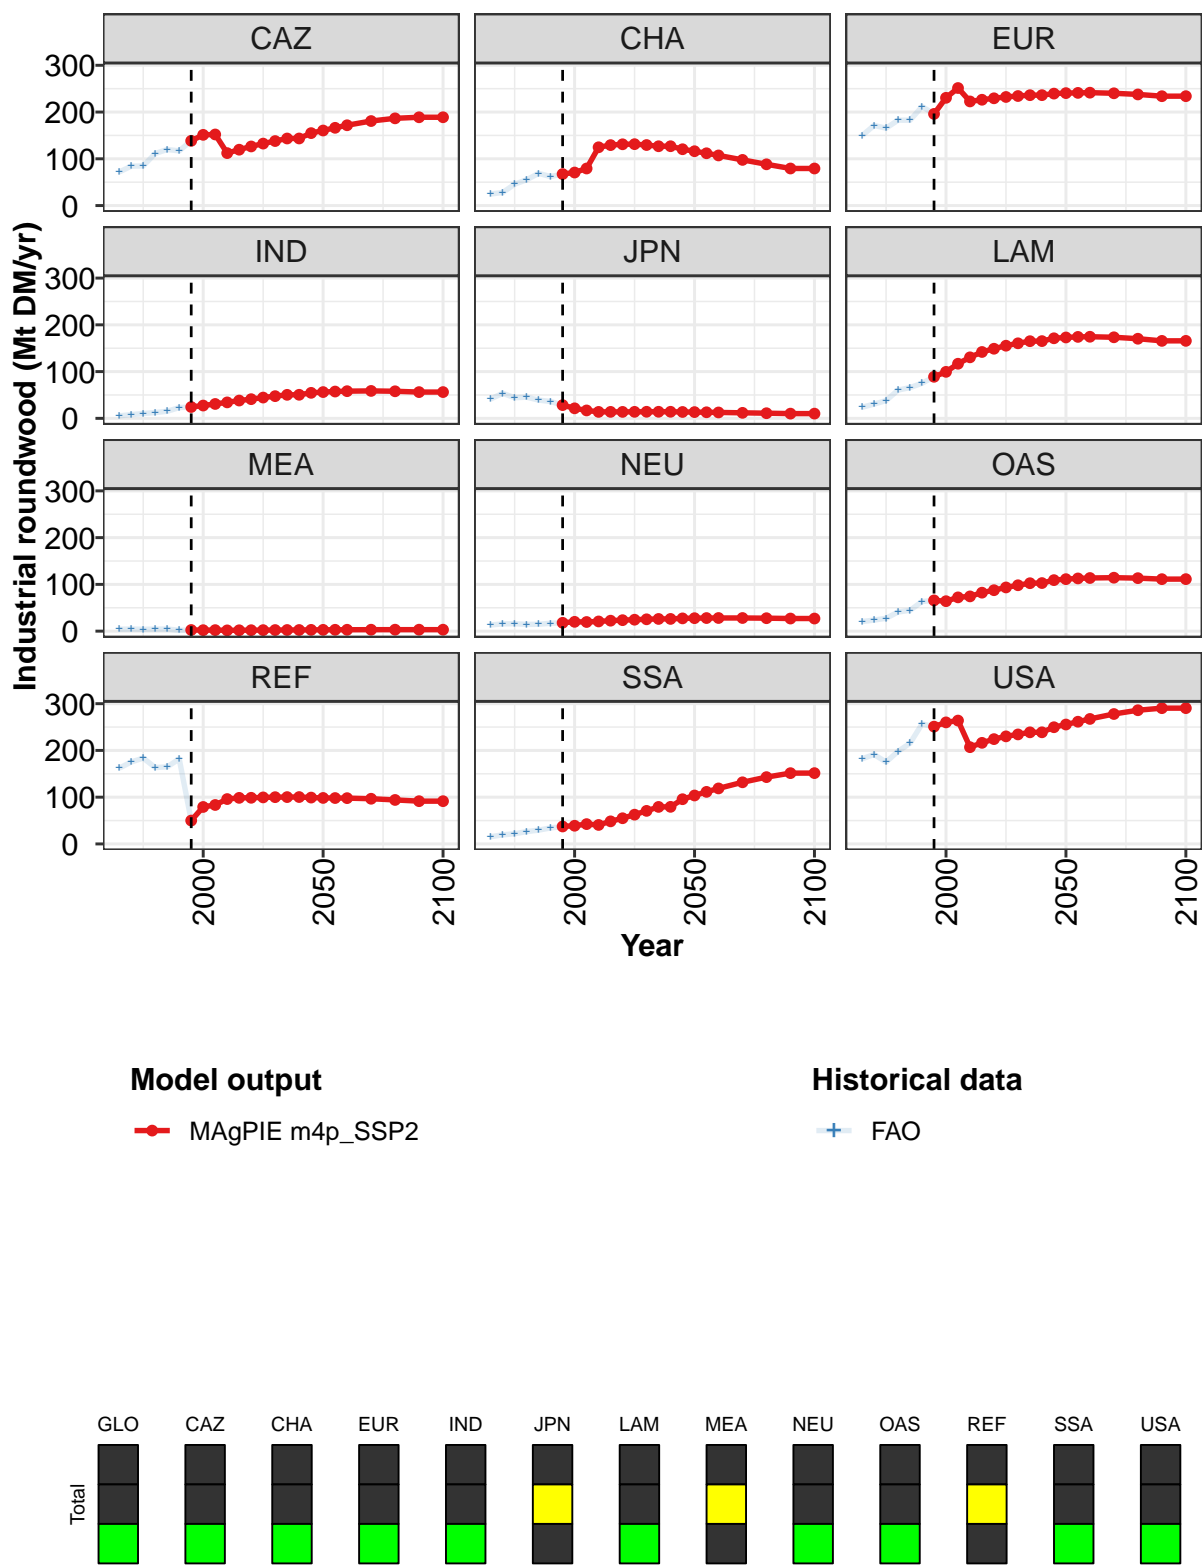 CAZ CHA EUR
300
200
100
0
IND JPN LAM
300
200
100
0
MEA NEU OAS
300
200
100
0
REF SSA USA
300
200
100
0
Industrial roundwood (Mt DM/yr)
2000 2050 2100 2000 2050 2100 2000 2050 2100
Year
Model output Historical data
MAgPIE m4p_SSP2 FAO
GLO CAZ CHA EUR IND JPN LAM MEA NEU OAS REF SSA USA
Total